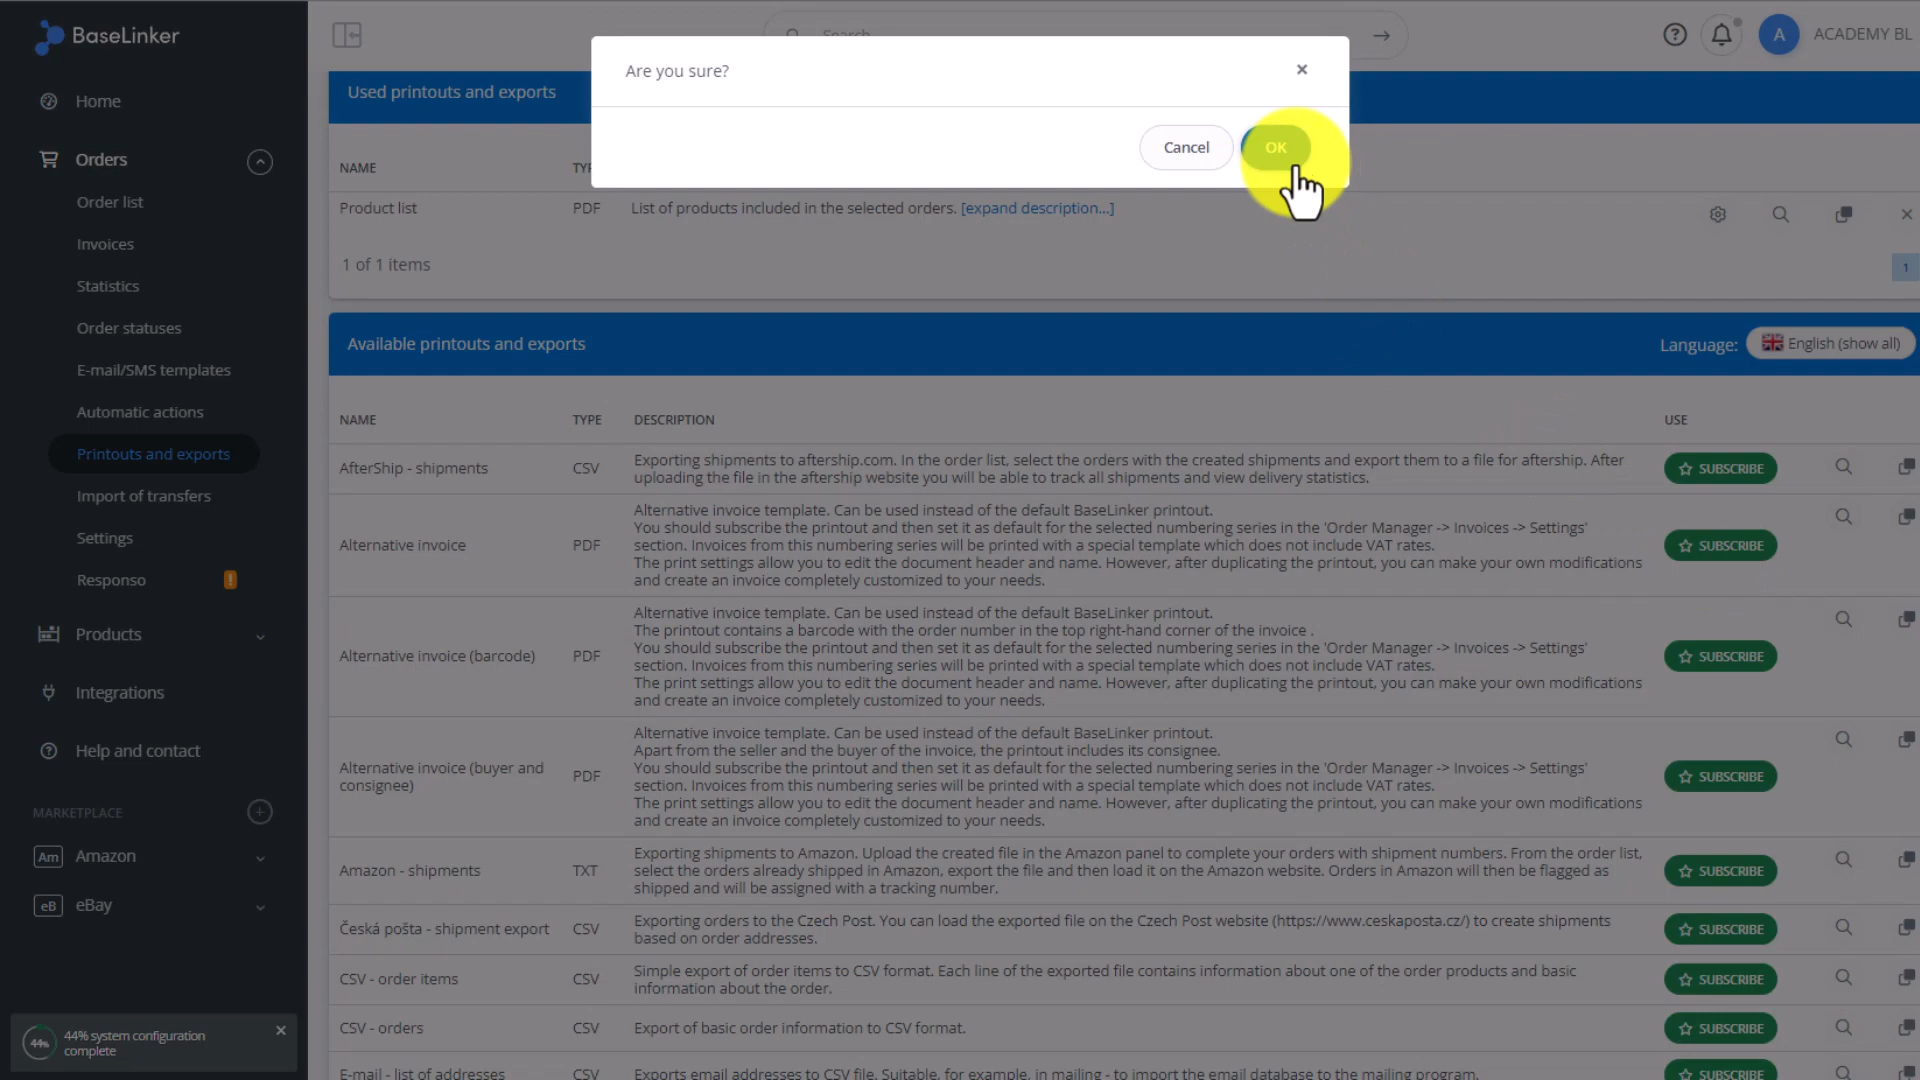 BaseLinker
Search
A
ACADEMY BL
Home
Orders
Order list
Invoices
Statistics
Order statuses
E-mail/SMS templates
Automatic actions
Printouts and exports
Import of transfers
Settings
Responso
!
Products
Integrations
Help and contact
MARKETPLACE
Am Amazon
eB eBay
44%
44% system configuration
complete
Are you sure?
Cancel
OK
Used printouts and exports
NAME
Product list PDF List of products included in the selected orders. [expand description...]
1 of 1 items
1
Available printouts and exports
Language: English (show all)
NAME TYPE DESCRIPTION USE
AfterShip - shipments CSV
Exporting shipments to aftership.com. In the order list, select the orders with the created shipments and export them to a file for aftership. After
uploading the file in the aftership website you will be able to track all shipments and view delivery statistics.
SUBSCRIBE
Alternative invoice PDF
Alternative invoice template. Can be used instead of the default BaseLinker printout.
You should subscribe the printout and then set it as default for the selected numbering series in the 'Order Manager -> Invoices -> Settings'
section. Invoices from this numbering series will be printed with a special template which does not include VAT rates.
The print settings allow you to edit the document header and name. However, after duplicating the printout, you can make your own modifications
and create an invoice completely customized to your needs.
SUBSCRIBE
Alternative invoice (barcode) PDF
Alternative invoice template. Can be used instead of the default BaseLinker printout.
The printout contains a barcode with the order number in the top right-hand corner of the invoice .
You should subscribe the printout and then set it as default for the selected numbering series in the 'Order Manager -> Invoices -> Settings'
section. Invoices from this numbering series will be printed with a special template which does not include VAT rates.
The print settings allow you to edit the document header and name. However, after duplicating the printout, you can make your own modifications
and create an invoice completely customized to your needs.
SUBSCRIBE
Alternative invoice (buyer and
consignee)
PDF
Alternative invoice template. Can be used instead of the default BaseLinker printout.
Apart from the seller and the buyer of the invoice, the printout includes its consignee.
You should subscribe the printout and then set it as default for the selected numbering series in the 'Order Manager -> Invoices -> Settings'
section. Invoices from this numbering series will be printed with a special template which does not include VAT rates.
The print settings allow you to edit the document header and name. However, after duplicating the printout, you can make your own modifications
and create an invoice completely customized to your needs.
SUBSCRIBE
Amazon - shipments TXT
Exporting shipments to Amazon. Upload the created file in the Amazon panel to complete your orders with shipment numbers. From the order list,
select the orders already shipped in Amazon, export the file and then load it on the Amazon website. Orders in Amazon will then be flagged as
shipped and will be assigned with a tracking number.
SUBSCRIBE
Česká pošta - shipment export CSV
Exporting orders to the Czech Post. You can load the exported file on the Czech Post website (https://www.ceskaposta.cz/) to create shipments
based on order addresses.
SUBSCRIBE
CSV - order items CSV
Simple export of order items to CSV format. Each line of the exported file contains information about one of the order products and basic
information about the order.
SUBSCRIBE
CSV - orders CSV Export of basic order information to CSV format. SUBSCRIBE
E-mail - list of addresses CSV Exports email addresses to CSV file. Suitable, for example, in mailing - to import the email database to the mailing program. SUBSCRIBE